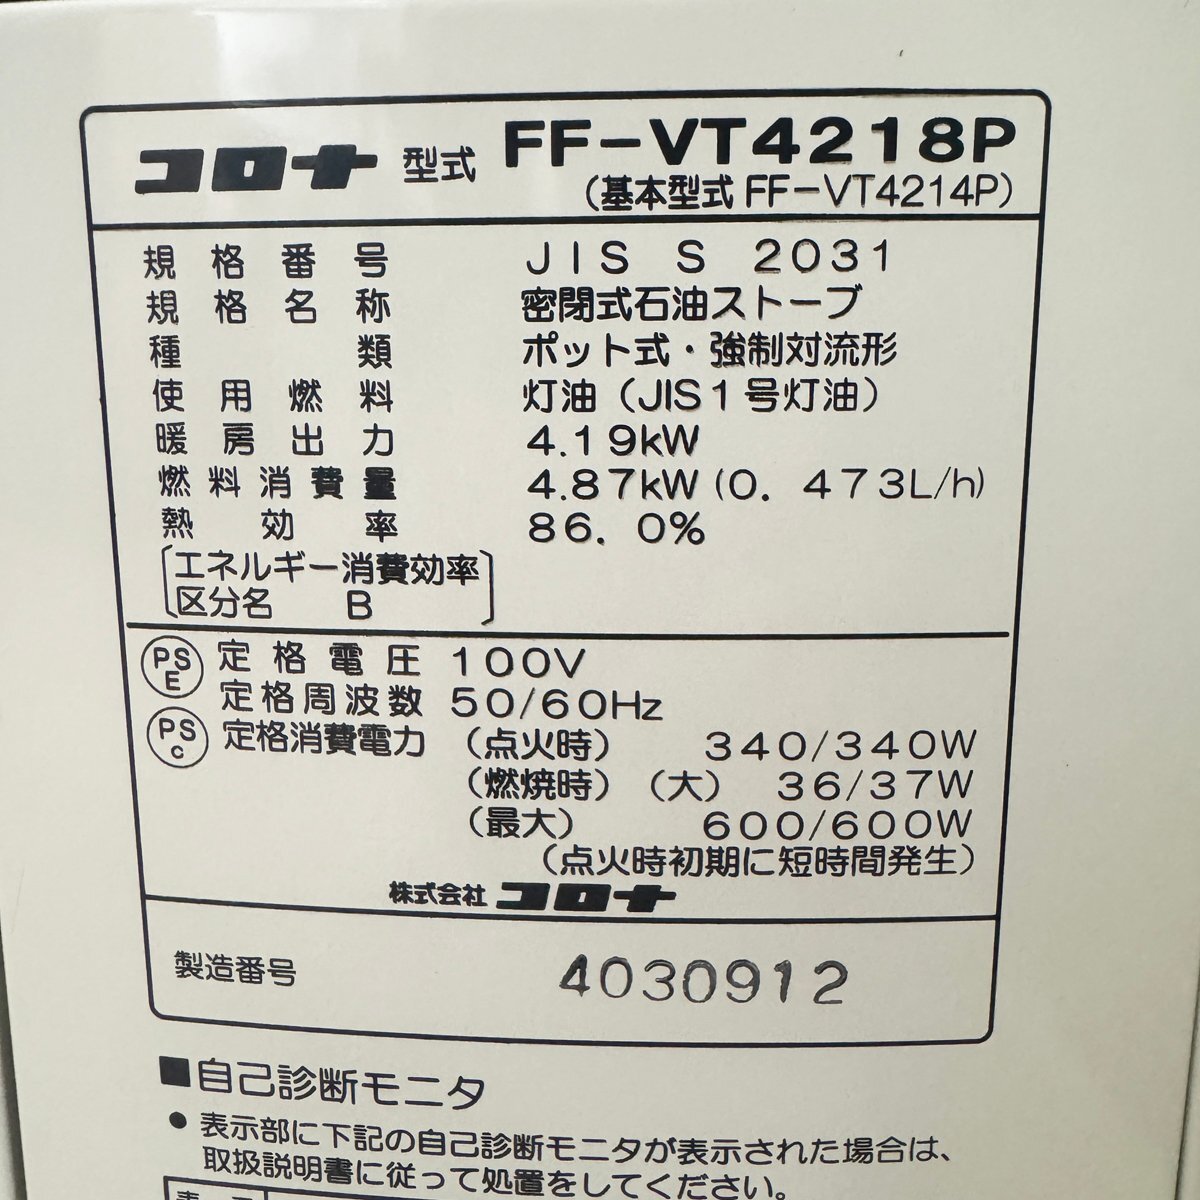 コロナ 型式 FF-VT4218P
(基本型式 FF-VT4214P)
規格番号 JIS S 2031
規格名称 密閉式石油ストーブ
種類 ポット式・強制対流形
使用燃料 灯油(JIS1号灯油)
暖房出力 4.19kW
燃料消費量 4.87kW(0.473L/h)
熱効率 86.0%
[エネルギー消費効率
区分名 B]
PSE 定格電圧 100V
定格周波数 50/60Hz
PSC 定格消費電力 (点火時) 340/340W
(燃焼時)(大) 36/37W
(最大) 600/600W
(点火時初期に短時間発生)
株式会社 コロナ
製造番号 4030912
■自己診断モニタ
●表示部に下記の自己診断モニタが表示された場合は、
取扱説明書に従って処置をしてください。